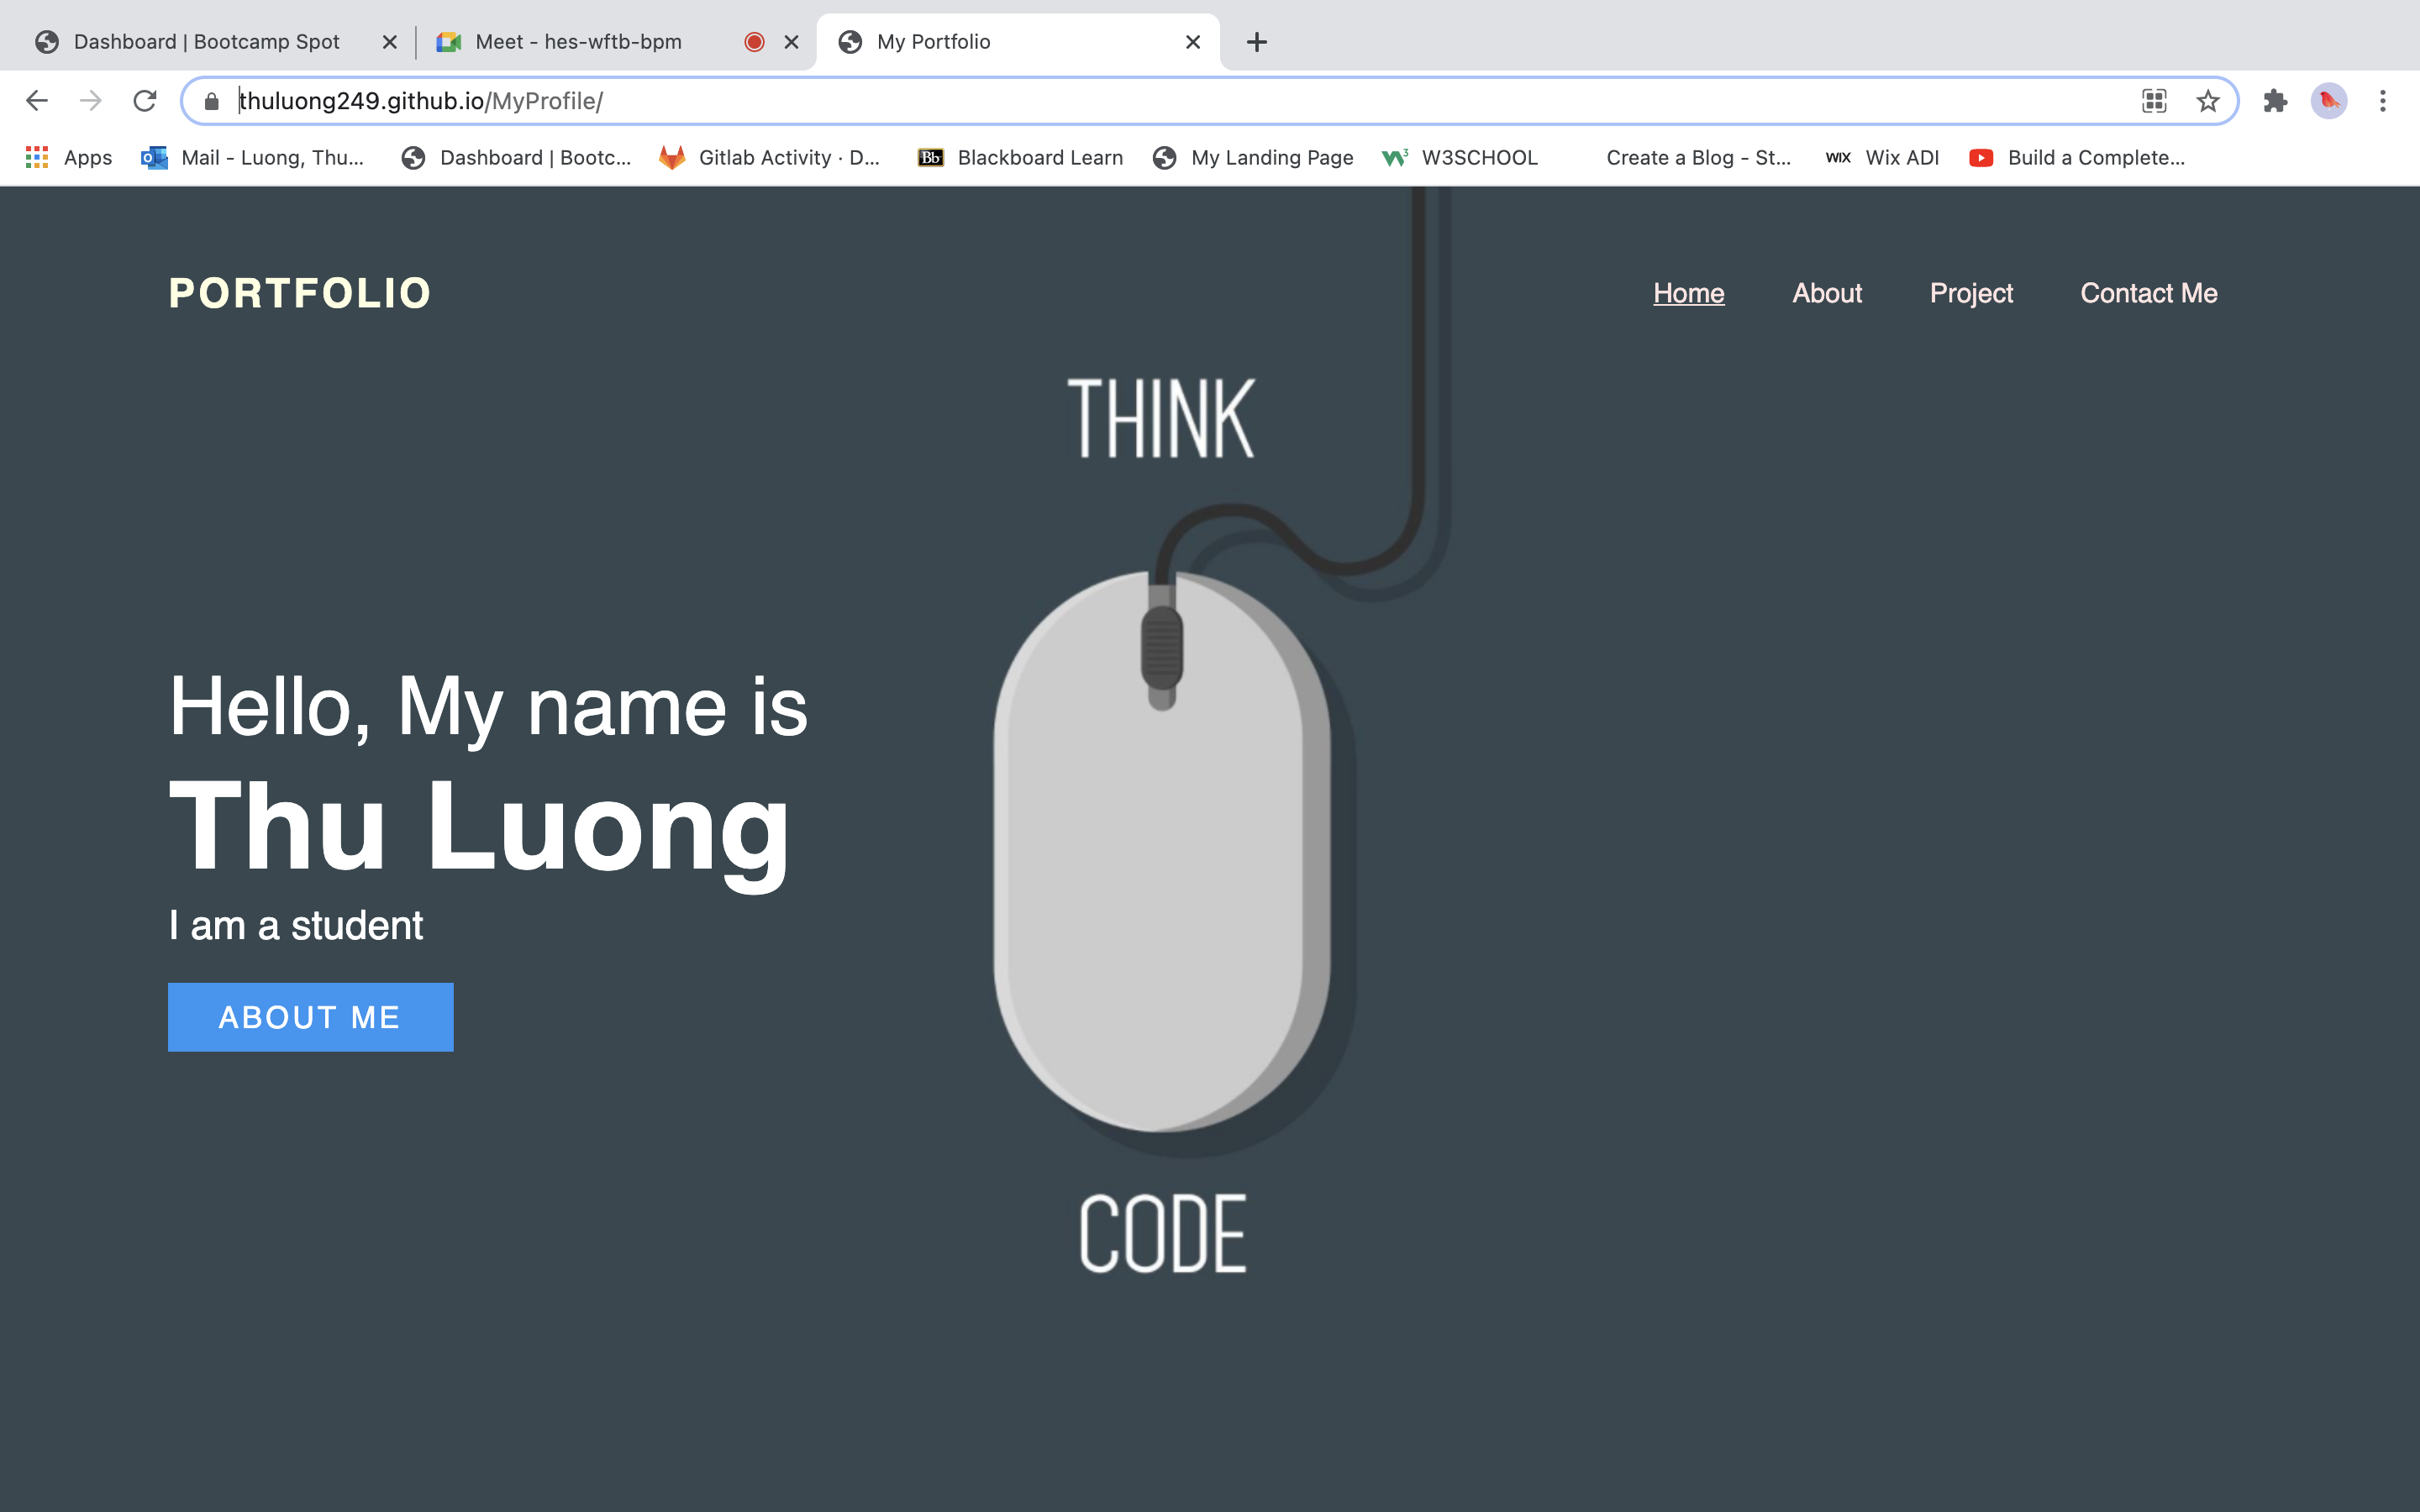 Dashboard | Bootcamp Spot
Meet - hes-wftb-bpm
My Portfolio
thuluong249.github.io/MyProfile/
Apps
Mail - Luong, Thu...
Dashboard | Bootc...
Gitlab Activity · D...
Bb
Blackboard Learn
My Landing Page
W3SCHOOL
Create a Blog - St...
WIX
Wix ADI
Build a Complete...
PORTFOLIO
Home
About
Project
Contact Me
THINK
Hello, My name is
Thu Luong
I am a student
ABOUT ME
CODE